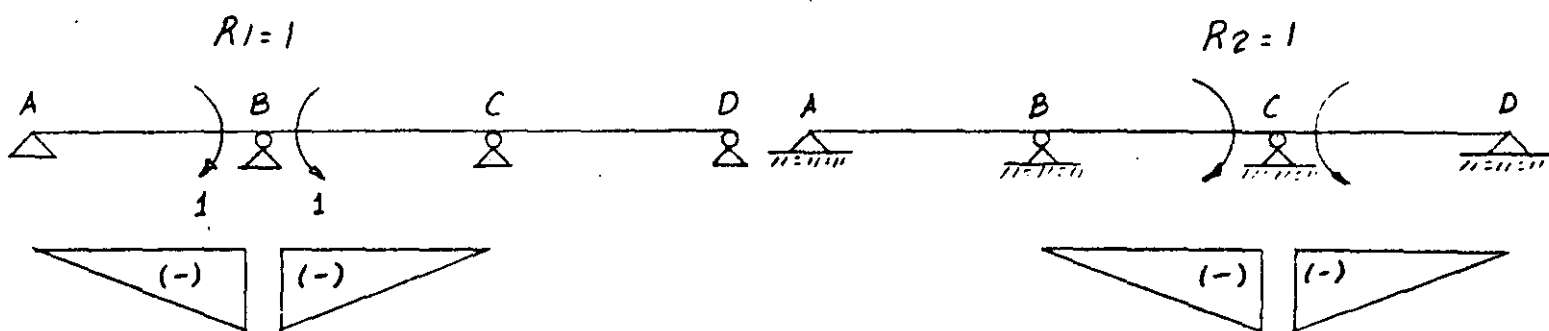 R1=1 R2=1
A B C D A B C D
1 1
(-) (-) (-) (-)